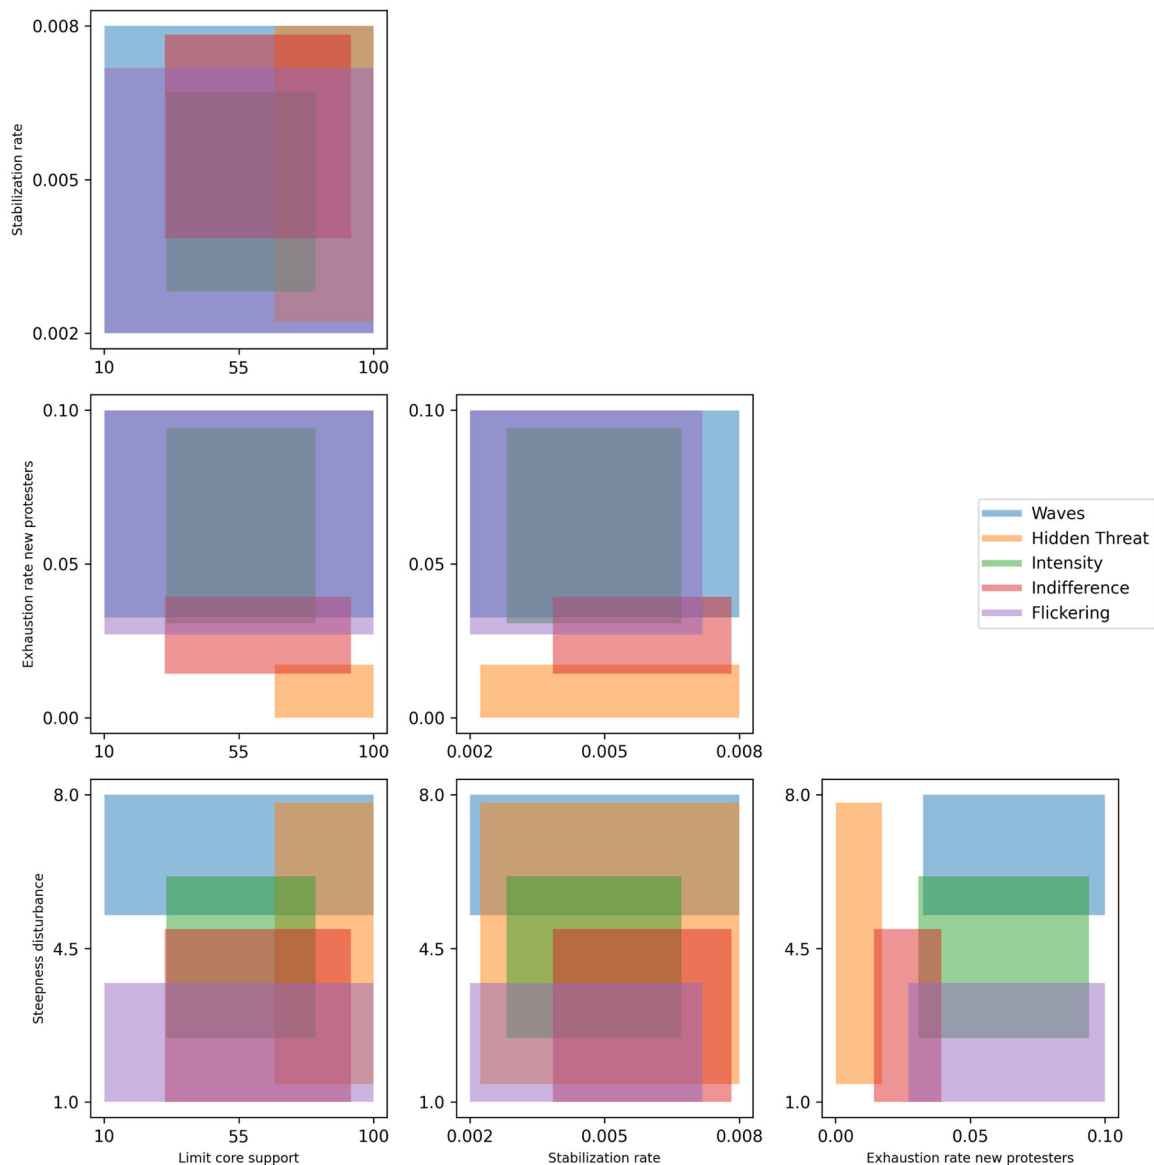 0.008
0.005
0.002
Stabilization rate
10 55 100
0.10
0.05
0.00
Exhaustion rate new protesters
10 55 100
0.10
0.05
0.00
0.002 0.005 0.008
Waves
Hidden Threat
Intensity
Indifference
Flickering
8.0
4.5
1.0
Steepness disturbance
10 55 100
Limit core support
8.0
4.5
1.0
0.002 0.005 0.008
Stabilization rate
8.0
4.5
1.0
0.00 0.05 0.10
Exhaustion rate new protesters